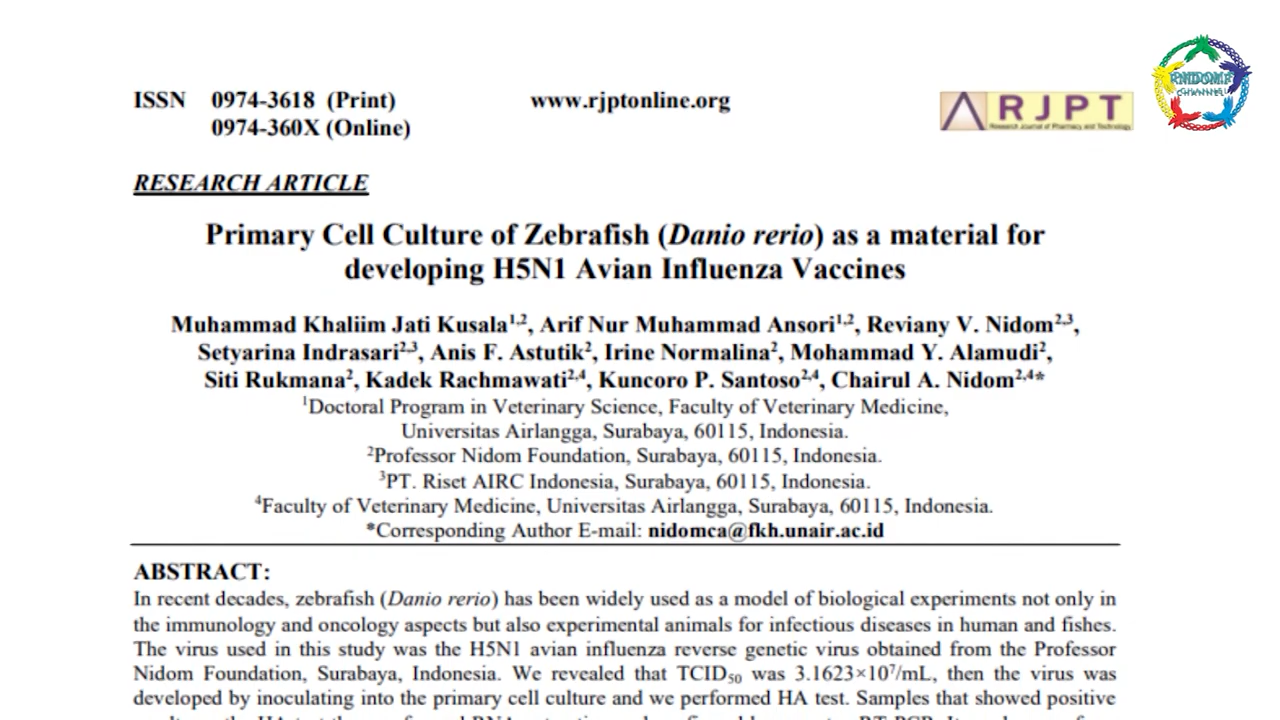 ISSN 0974-3618 (Print) www.rjptonline.org
0974-360X (Online)
RJPT
Research Journal of Pharmacy and Technology
CHANNEL
RESEARCH ARTICLE
Primary Cell Culture of Zebrafish (Danio rerio) as a material for
developing H5N1 Avian Influenza Vaccines
Muhammad Khaliim Jati Kusala1,2, Arif Nur Muhammad Ansori1,2, Reviany V. Nidom2,3,
Setyarina Indrasari2,3, Anis F. Astutik2, Irine Normalina2, Mohammad Y. Alamudi2,
Siti Rukmana2, Kadek Rachmawati2,4, Kuncoro P. Santoso2,4, Chairul A. Nidom2,4*
1Doctoral Program in Veterinary Science, Faculty of Veterinary Medicine,
Universitas Airlangga, Surabaya, 60115, Indonesia.
2Professor Nidom Foundation, Surabaya, 60115, Indonesia.
3PT. Riset AIRC Indonesia, Surabaya, 60115, Indonesia.
4Faculty of Veterinary Medicine, Universitas Airlangga, Surabaya, 60115, Indonesia.
*Corresponding Author E-mail: nidomca@fkh.unair.ac.id
ABSTRACT:
In recent decades, zebrafish (Danio rerio) has been widely used as a model of biological experiments not only in
the immunology and oncology aspects but also experimental animals for infectious diseases in human and fishes.
The virus used in this study was the H5N1 avian influenza reverse genetic virus obtained from the Professor
Nidom Foundation, Surabaya, Indonesia. We revealed that TCID50 was 3.1623×10⁷/mL, then the virus was
developed by inoculating into the primary cell culture and we performed HA test. Samples that showed positive